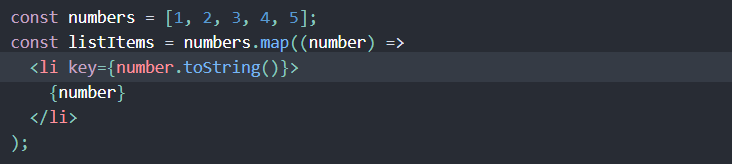 const numbers = [1, 2, 3, 4, 5];
const listItems = numbers.map((number) =>
  <li key={number.toString()}>
    {number}
  </li>
);